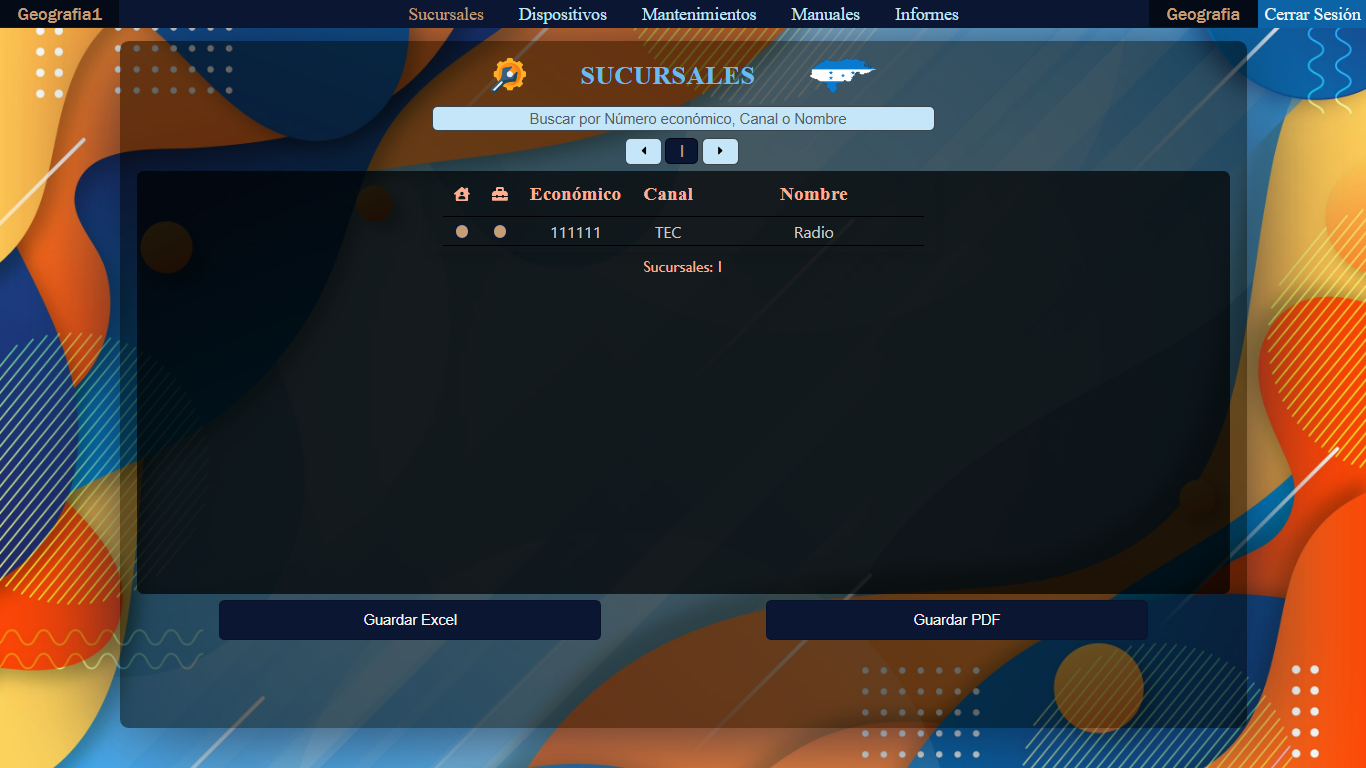 Geografia1 Sucursales Dispositivos Mantenimientos Manuales Informes Geografia Cerrar Sesión
SUCURSALES
Buscar por Número económico, Canal o Nombre
1
Económico Canal Nombre
111111 TEC Radio
Sucursales: 1
Guardar Excel Guardar PDF